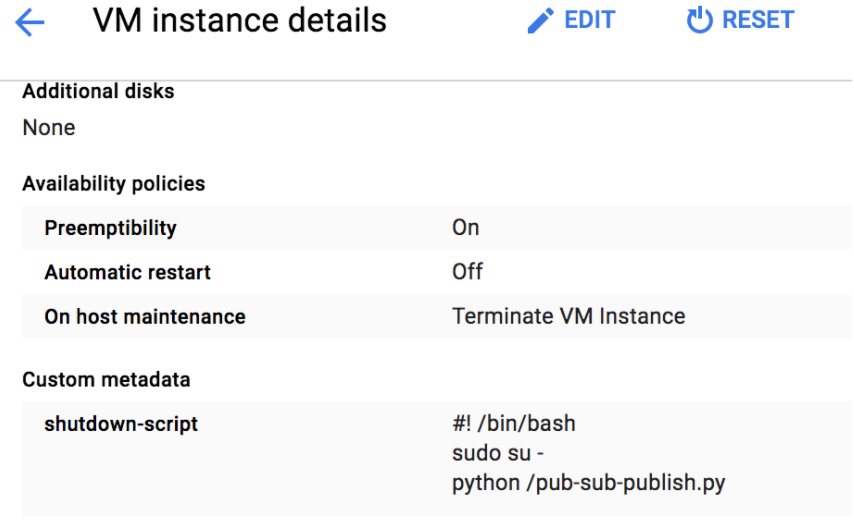 VM instance details
EDIT
RESET
Additional disks
None
Availability policies
Preemptibility On
Automatic restart Off
On host maintenance Terminate VM Instance
Custom metadata
shutdown-script #! /bin/bash
sudo su -
python /pub-sub-publish.py